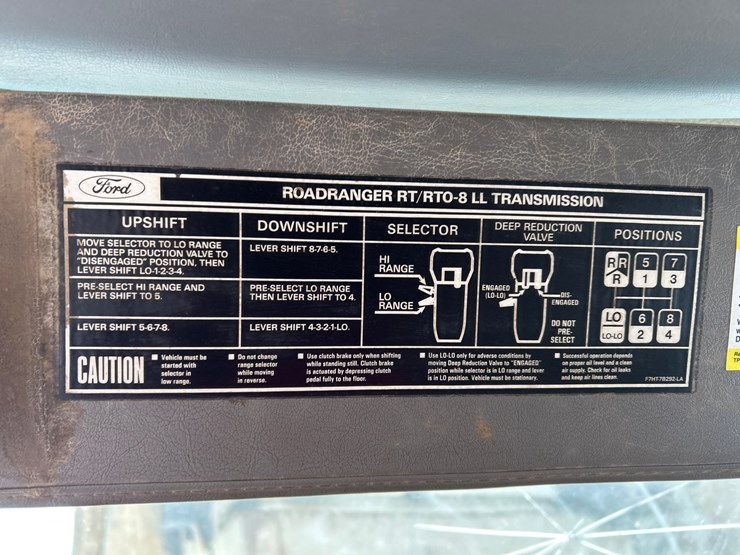 Ford
ROADRANGER RT/RTO-8 LL TRANSMISSION
UPSHIFT
MOVE SELECTOR TO LO RANGE
AND DEEP REDUCTION VALVE TO
"DISENGAGED" POSITION. THEN
LEVER SHIFT LO-1-2-3-4.
PRE-SELECT HI RANGE AND
LEVER SHIFT TO 5.
LEVER SHIFT 5-6-7-8.
DOWNSHIFT
LEVER SHIFT 8-7-6-5.
PRE-SELECT LO RANGE
THEN LEVER SHIFT TO 4.
LEVER SHIFT 4-3-2-1-LO.
SELECTOR
HI
RANGE
LO
RANGE
DEEP REDUCTION
VALVE
ENGAGED
(LO-LO)
DIS-
ENGAGED
DO NOT
PRE-
SELECT
POSITIONS
R R 5 7
R 1 3
LO 6 8
LO-LO 2 4
CAUTION
■ Vehicle must be
started with
selector in
low range.
■ Do not change
range selector
while moving
in reverse.
■ Use clutch brake only when shifting
while standing still. Clutch brake
is actuated by depressing clutch
pedal fully to the floor.
■ Use LO-LO only for adverse conditions by
moving Deep Reduction Valve to "ENGAGED"
position while selector is in LO range and lever
is in LO position. Vehicle must be stationary.
■ Successful operation depends
on proper oil level and a clean
air supply. Check for oil leaks
and keep air lines clean.
F7HT-7B292-LA